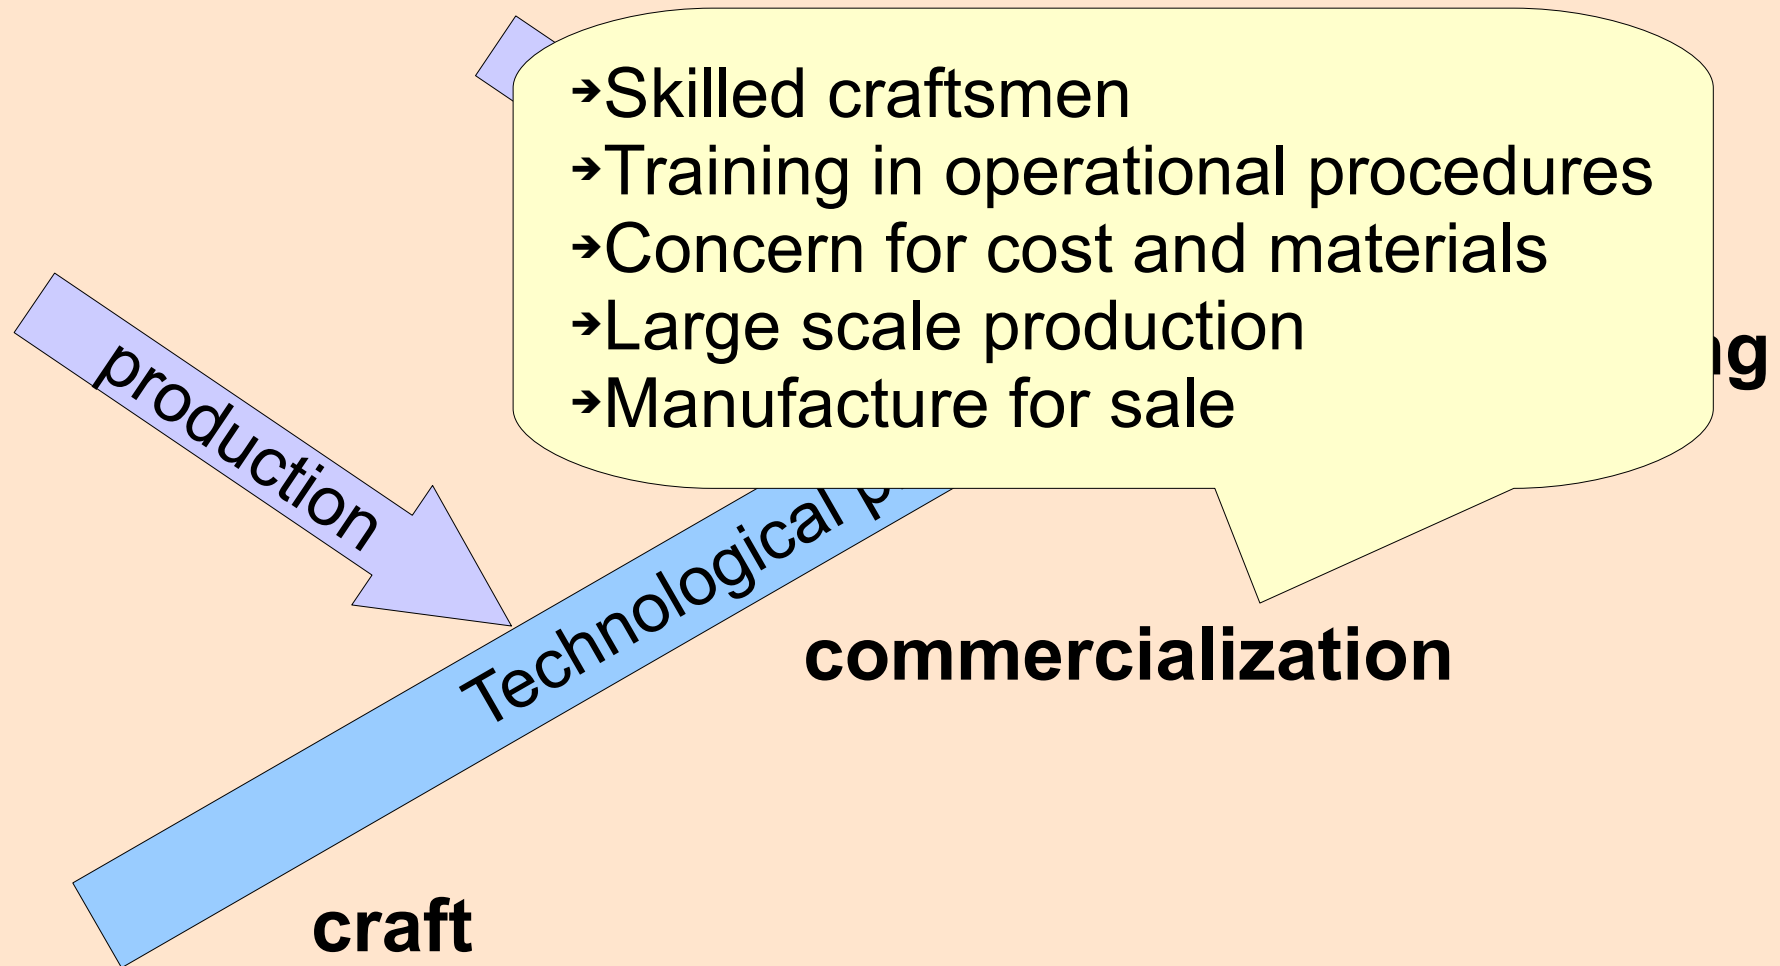 ➔Skilled craftsmen
➔Training in operational procedures
➔Concern for cost and materials
➔Large scale production
➔Manufacture for sale
production
Technological
commercialization
craft